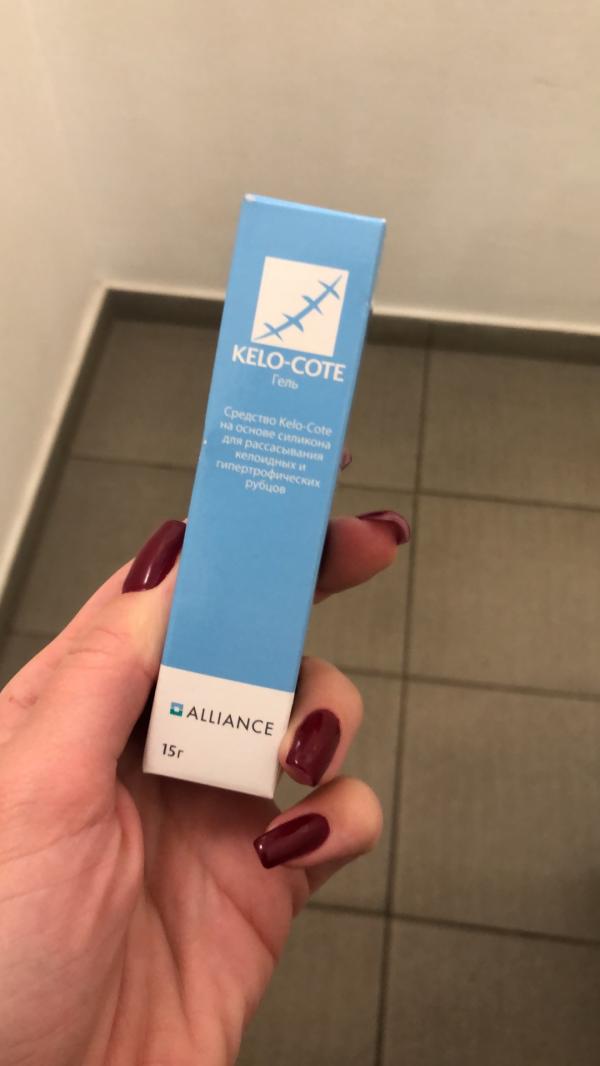 KELO-COTE
Гель
Средство Kelo-Cote
на основе силикона
для рассасывания
келоидных и
гипертрофических
рубцов
ALLIANCE
15г